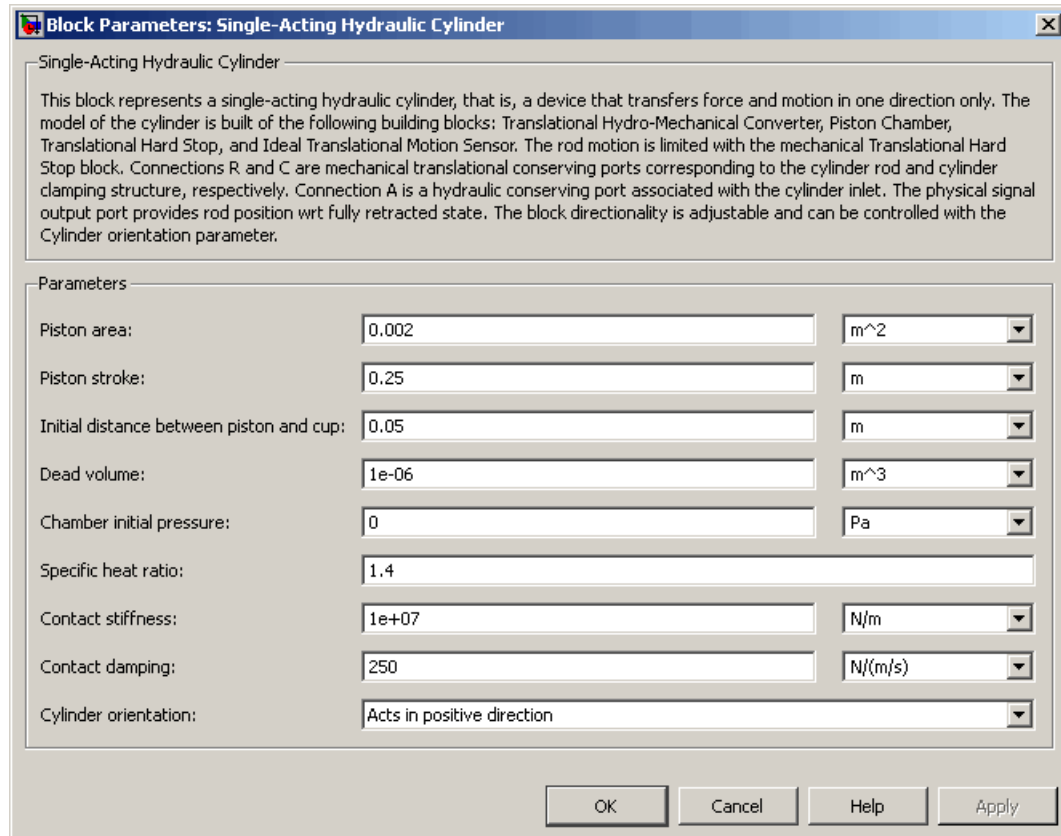 Block Parameters: Single-Acting Hydraulic Cylinder
Single-Acting Hydraulic Cylinder
This block represents a single-acting hydraulic cylinder, that is, a device that transfers force and motion in one direction only. The
model of the cylinder is built of the following building blocks: Translational Hydro-Mechanical Converter, Piston Chamber,
Translational Hard Stop, and Ideal Translational Motion Sensor. The rod motion is limited with the mechanical Translational Hard
Stop block. Connections R and C are mechanical translational conserving ports corresponding to the cylinder rod and cylinder
clamping structure, respectively. Connection A is a hydraulic conserving port associated with the cylinder inlet. The physical signal
output port provides rod position wrt fully retracted state. The block directionality is adjustable and can be controlled with the
Cylinder orientation parameter.
Parameters
Piston area: 0.002 m^2
Piston stroke: 0.25 m
Initial distance between piston and cup: 0.05 m
Dead volume: 1e-06 m^3
Chamber initial pressure: 0 Pa
Specific heat ratio: 1.4
Contact stiffness: 1e+07 N/m
Contact damping: 250 N/(m/s)
Cylinder orientation: Acts in positive direction
OK Cancel Help Apply